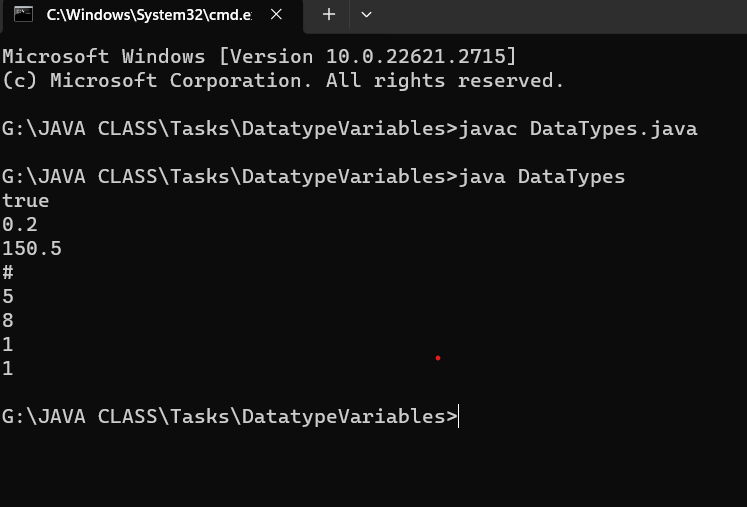 C:\Windows\System32\cmd.e
Microsoft Windows [Version 10.0.22621.2715]
(c) Microsoft Corporation. All rights reserved.
G:\JAVA CLASS\Tasks\DatatypeVariables>javac DataTypes.java
G:\JAVA CLASS\Tasks\DatatypeVariables>java DataTypes
true
0.2
150.5
#
5
8
1
1
G:\JAVA CLASS\Tasks\DatatypeVariables>